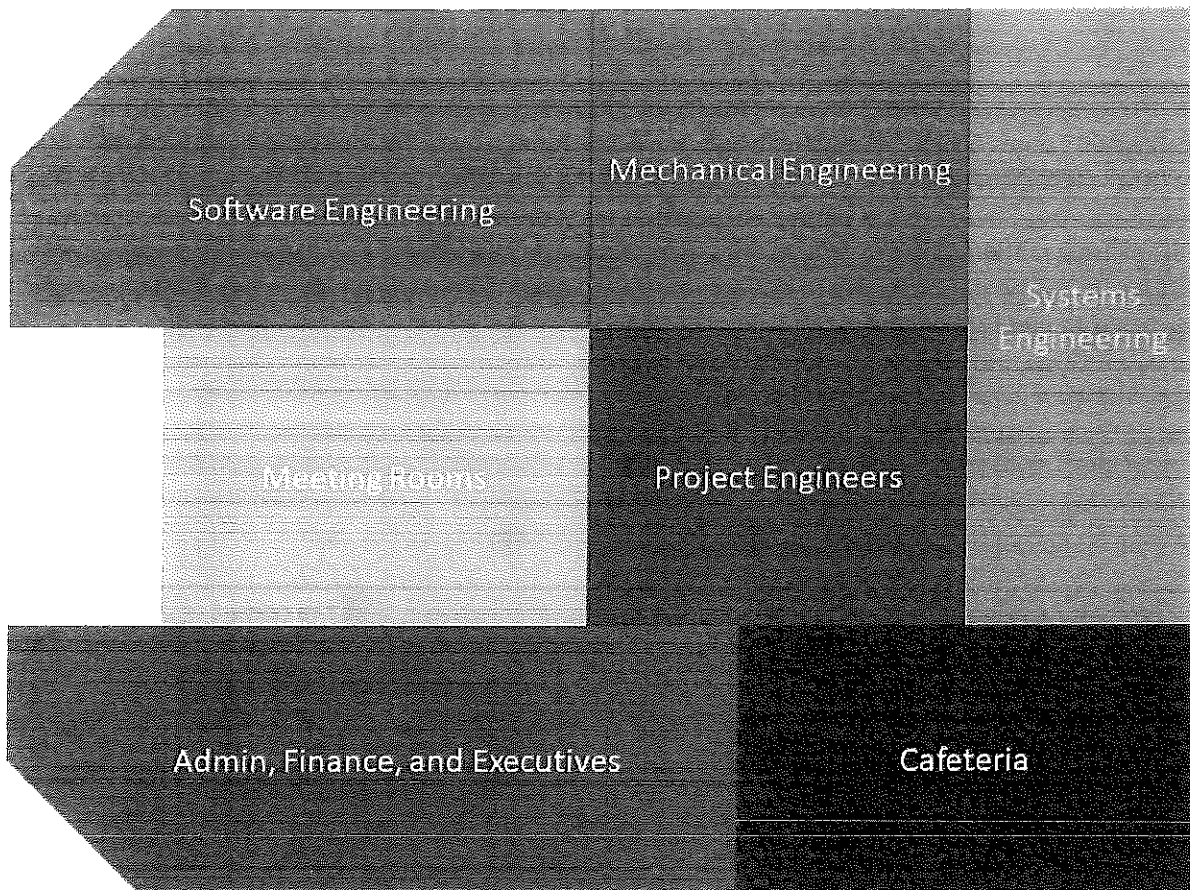 Mechanical Engineering
Software Engineering
Systems
Engineering
Meeting Rooms
Project Engineers
Admin, Finance, and Executives
Cafeteria